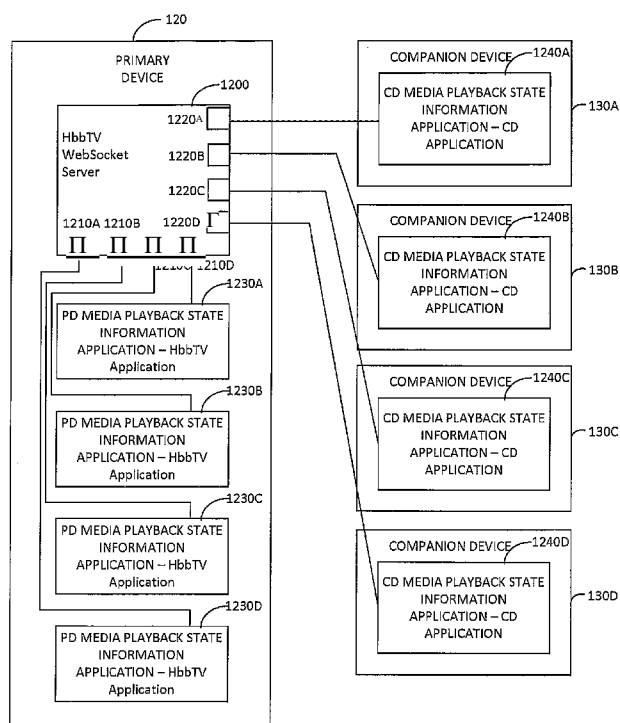 120
PRIMARY
DEVICE
1200
HbbTV
WebSocket
Server
1220A
1220B
1220C
1220D
1210A
1210B
1210C
1210D
1230A
PD MEDIA PLAYBACK STATE
INFORMATION
APPLICATION – HbbTV
Application
1230B
PD MEDIA PLAYBACK STATE
INFORMATION
APPLICATION – HbbTV
Application
1230C
PD MEDIA PLAYBACK STATE
INFORMATION
APPLICATION – HbbTV
Application
1230D
PD MEDIA PLAYBACK STATE
INFORMATION
APPLICATION – HbbTV
Application
COMPANION DEVICE
1240A
CD MEDIA PLAYBACK STATE
INFORMATION
APPLICATION – CD
APPLICATION
130A
COMPANION DEVICE
1240B
CD MEDIA PLAYBACK STATE
INFORMATION
APPLICATION – CD
APPLICATION
130B
COMPANION DEVICE
1240C
CD MEDIA PLAYBACK STATE
INFORMATION
APPLICATION – CD
APPLICATION
130C
COMPANION DEVICE
1240D
CD MEDIA PLAYBACK STATE
INFORMATION
APPLICATION – CD
APPLICATION
130D